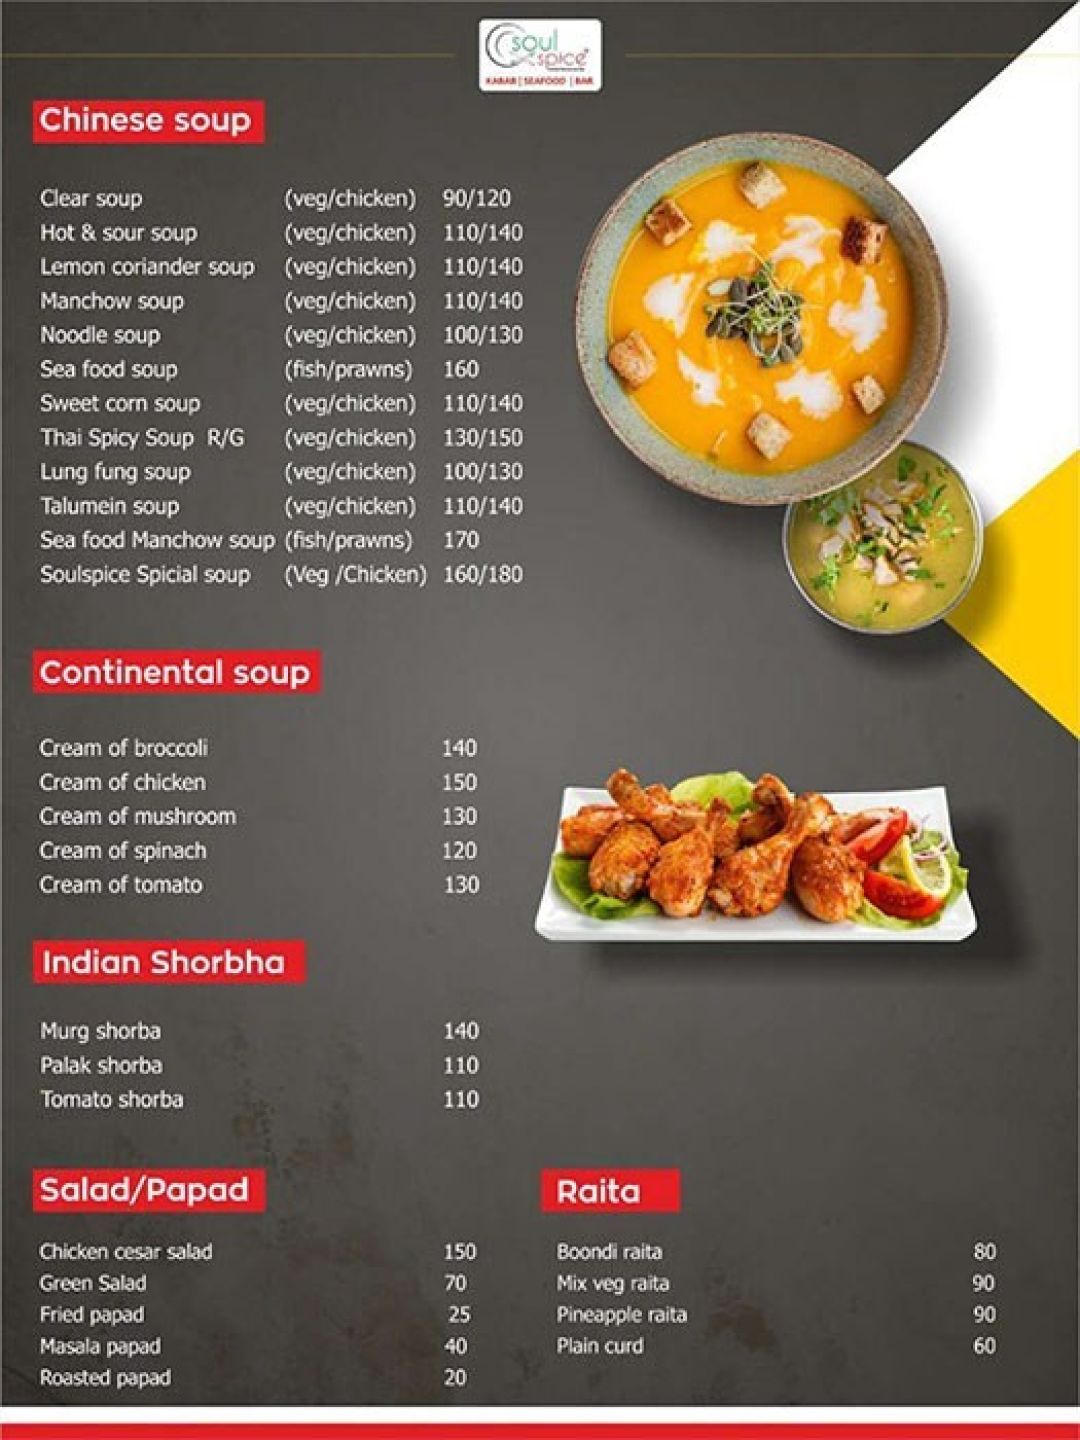 soul
spice
KABAB | SEAFOOD | BAR
Chinese soup
Clear soup (veg/chicken) 90/120
Hot & sour soup (veg/chicken) 110/140
Lemon coriander soup (veg/chicken) 110/140
Manchow soup (veg/chicken) 110/140
Noodle soup (veg/chicken) 100/130
Sea food soup (fish/prawns) 160
Sweet corn soup (veg/chicken) 110/140
Thai Spicy Soup R/G (veg/chicken) 130/150
Lung fung soup (veg/chicken) 100/130
Talumein soup (veg/chicken) 110/140
Sea food Manchow soup (fish/prawns) 170
Soulspice Spicial soup (Veg /Chicken) 160/180
Continental soup
Cream of broccoli 140
Cream of chicken 150
Cream of mushroom 130
Cream of spinach 120
Cream of tomato 130
Indian Shorbha
Murg shorba 140
Palak shorba 110
Tomato shorba 110
Salad/Papad
Chicken cesar salad 150
Green Salad 70
Fried papad 25
Masala papad 40
Roasted papad 20
Raita
Boondi raita 80
Mix veg raita 90
Pineapple raita 90
Plain curd 60